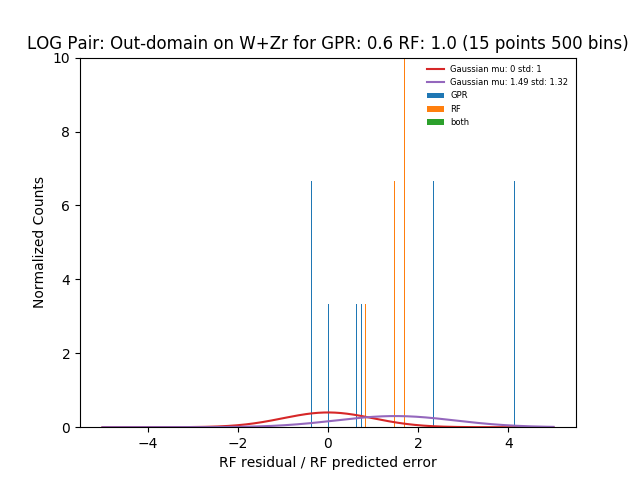 LOG Pair: Out-domain on W+Zr for GPR: 0.6 RF: 1.0 (15 points 500 bins)
Gaussian mu: 0 std: 1
Gaussian mu: 1.49 std: 1.32
GPR
RF
both
10
8
6
4
2
0
Normalized Counts
−4
−2
0
2
4
RF residual / RF predicted error